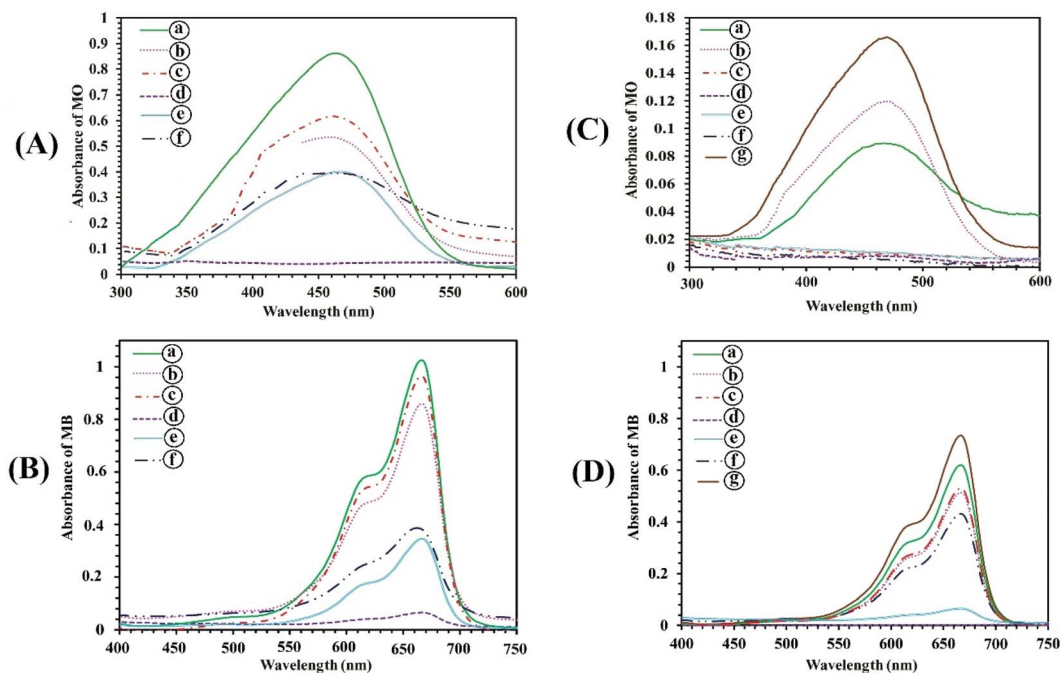 (A)
Absorbance of MO
1
0.9
0.8
0.7
0.6
0.5
0.4
0.3
0.2
0.1
0
a
b
c
d
e
f
300 350 400 450 500 550 600
Wavelength (nm)
(C)
Absorbance of MO
0.18
0.16
0.12
0.08
0.06
0.04
0.02
0
a
b
c
d
e
f
g
300 400 500 600
Wavelength (nm)
(B)
Absorbance of MB
1
0.8
0.6
0.4
0.2
0
a
b
c
d
e
f
400 450 500 550 600 650 700 750
Wavelength (nm)
(D)
Absorbance of MB
1
0.8
0.6
0.4
0.2
0
a
b
c
d
e
f
g
400 450 500 550 600 650 700 750
Wavelength (nm)